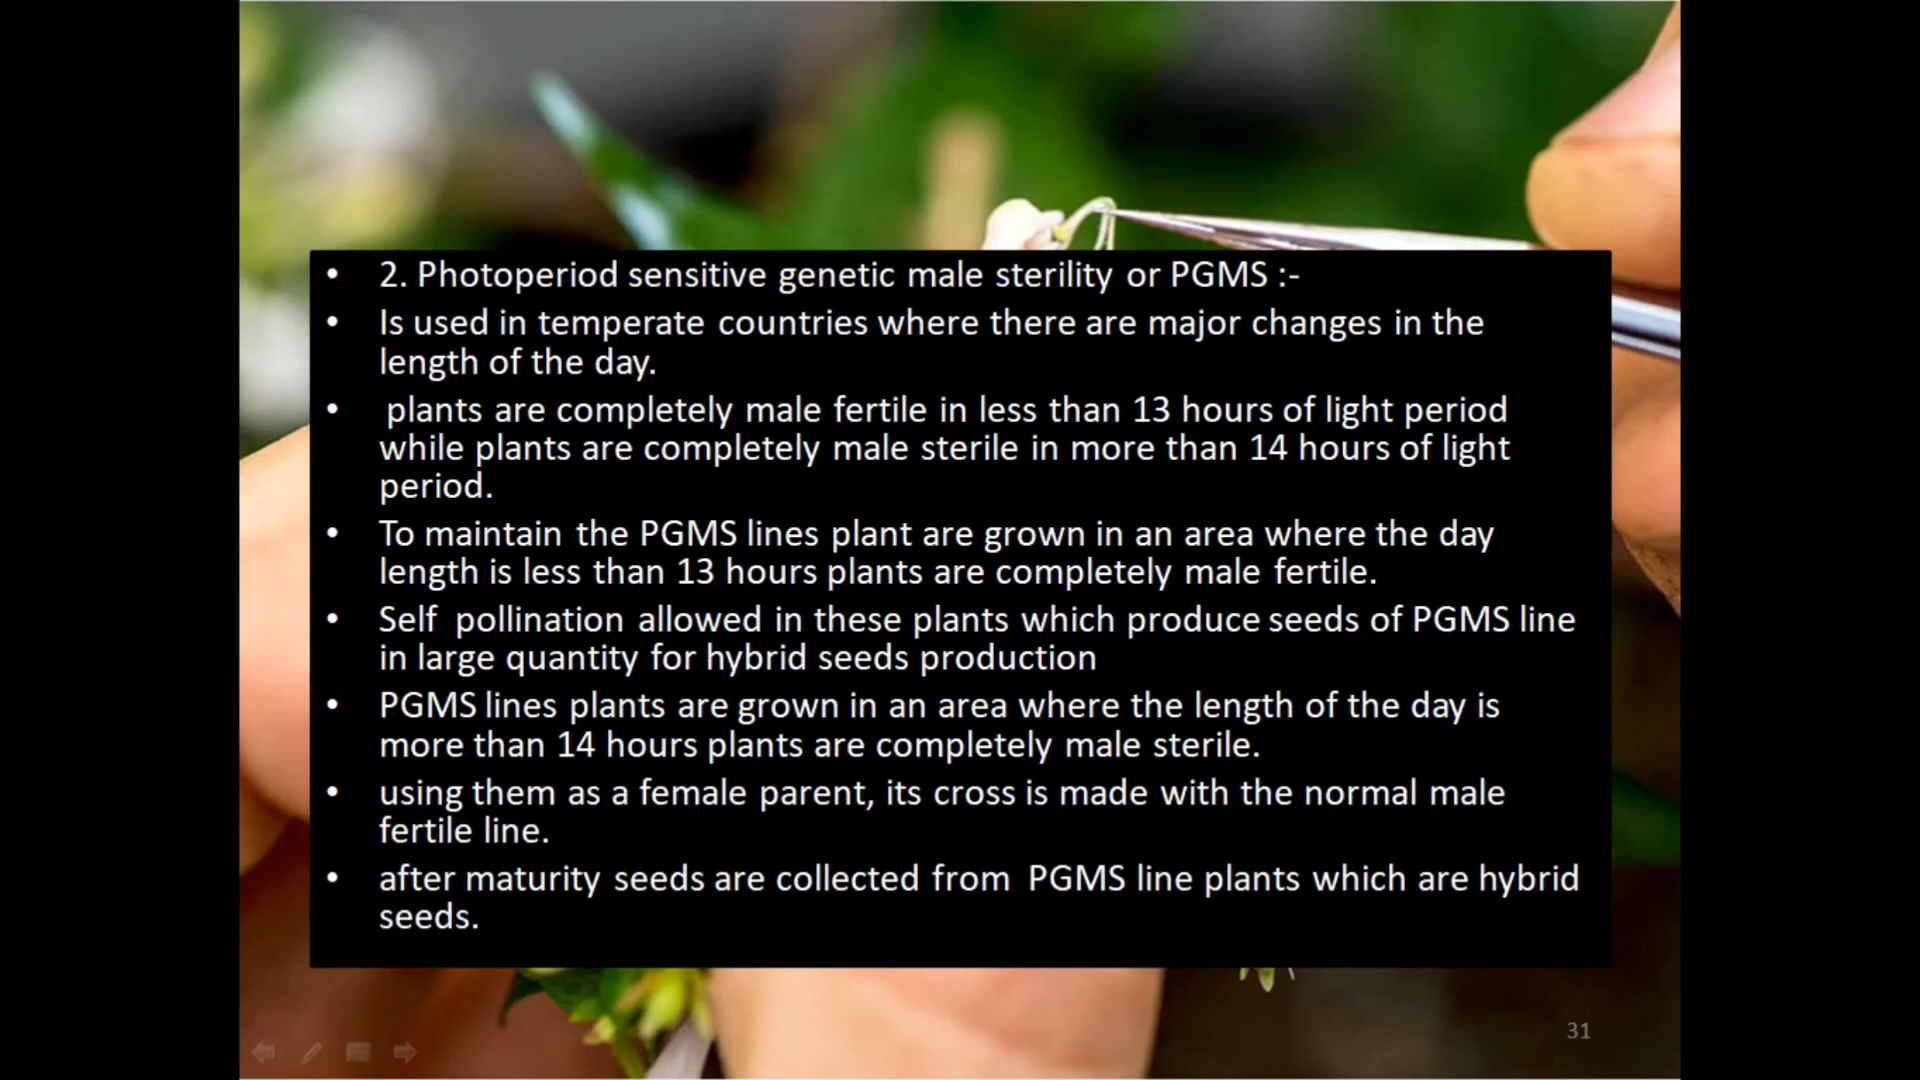 • 2. Photoperiod sensitive genetic male sterility or PGMS :-
• Is used in temperate countries where there are major changes in the
length of the day.
• plants are completely male fertile in less than 13 hours of light period
while plants are completely male sterile in more than 14 hours of light
period.
• To maintain the PGMS lines plant are grown in an area where the day
length is less than 13 hours plants are completely male fertile.
• Self pollination allowed in these plants which produce seeds of PGMS line
in large quantity for hybrid seeds production
• PGMS lines plants are grown in an area where the length of the day is
more than 14 hours plants are completely male sterile.
• using them as a female parent, its cross is made with the normal male
fertile line.
• after maturity seeds are collected from PGMS line plants which are hybrid
seeds.
31